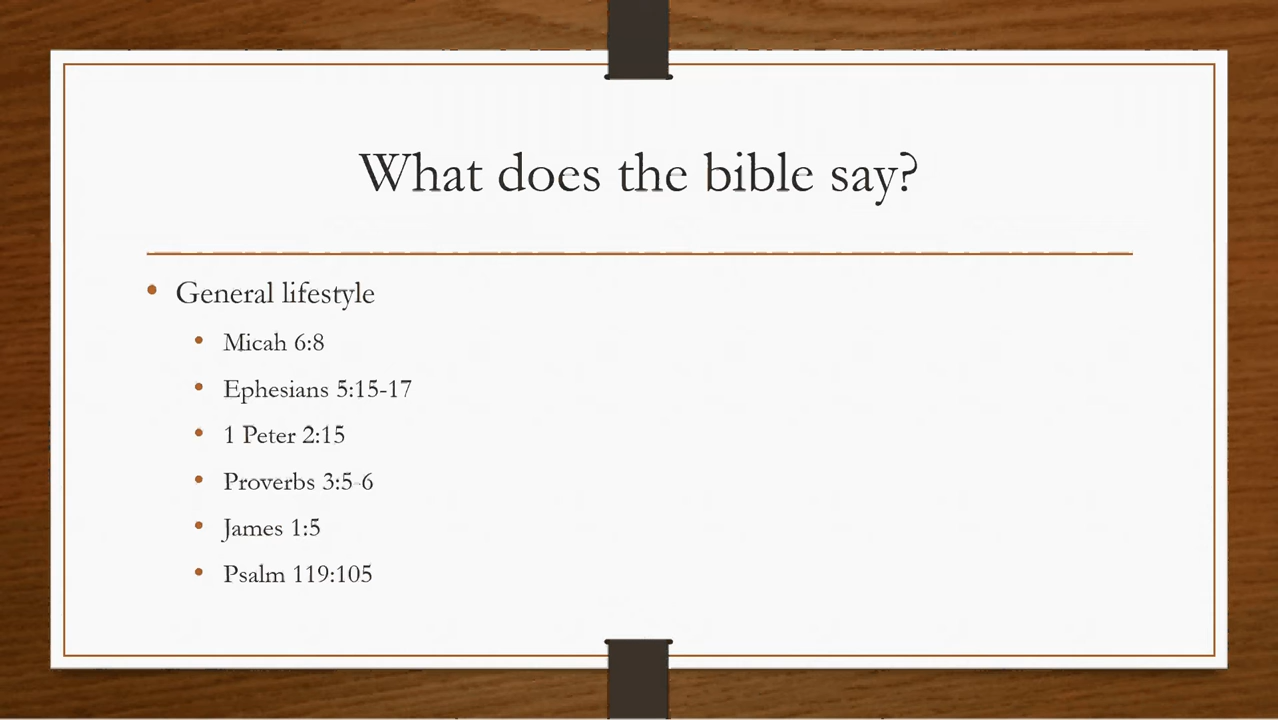 What does the bible say?
• General lifestyle
• Micah 6:8
• Ephesians 5:15-17
• 1 Peter 2:15
• Proverbs 3:5-6
• James 1:5
• Psalm 119:105